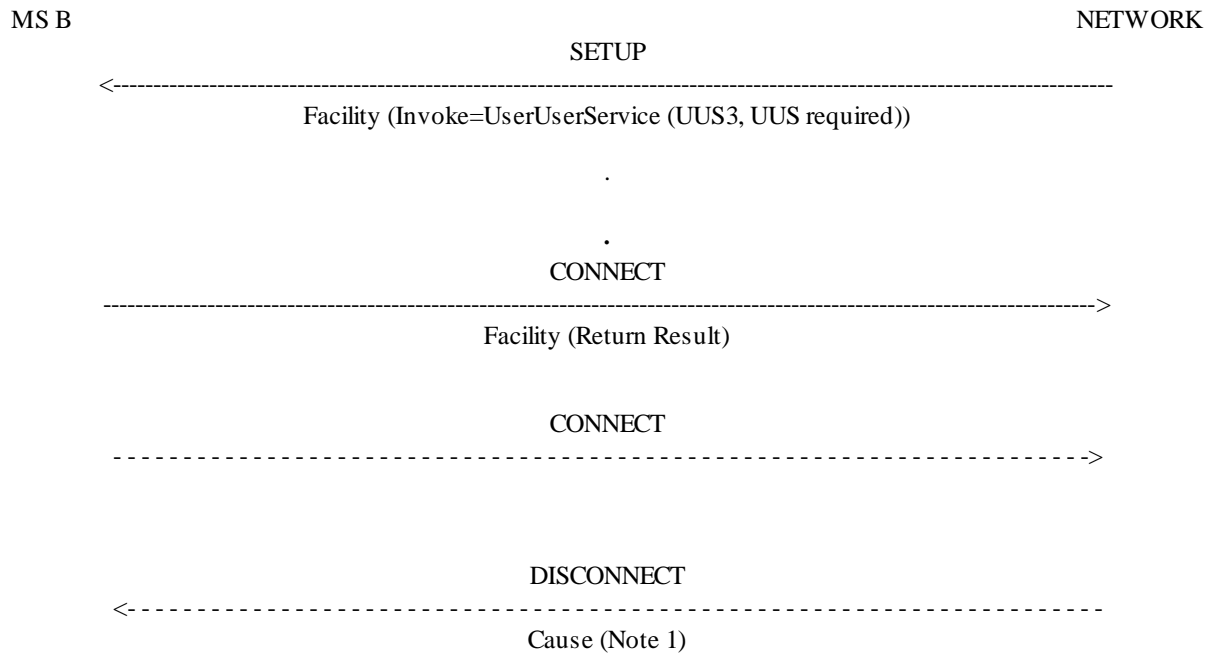 MS B NETWORK
SETUP
<------------------------------------------------------------------------------------------------------------------------------
Facility (Invoke=UserUserService (UUS3, UUS required))
.
.
CONNECT
------------------------------------------------------------------------------------------------------------------------------>
Facility (Return Result)
CONNECT
- - - - - - - - - - - - - - - - - - - - - - - - - - - - - - - - - - - - - - - - - - - - - - - - - - - - - - - - - - - - - - - - - - - - - ->
DISCONNECT
<- - - - - - - - - - - - - - - - - - - - - - - - - - - - - - - - - - - - - - - - - - - - - - - - - - - - - - - - - - - - - - - - - - - - - -
Cause (Note 1)